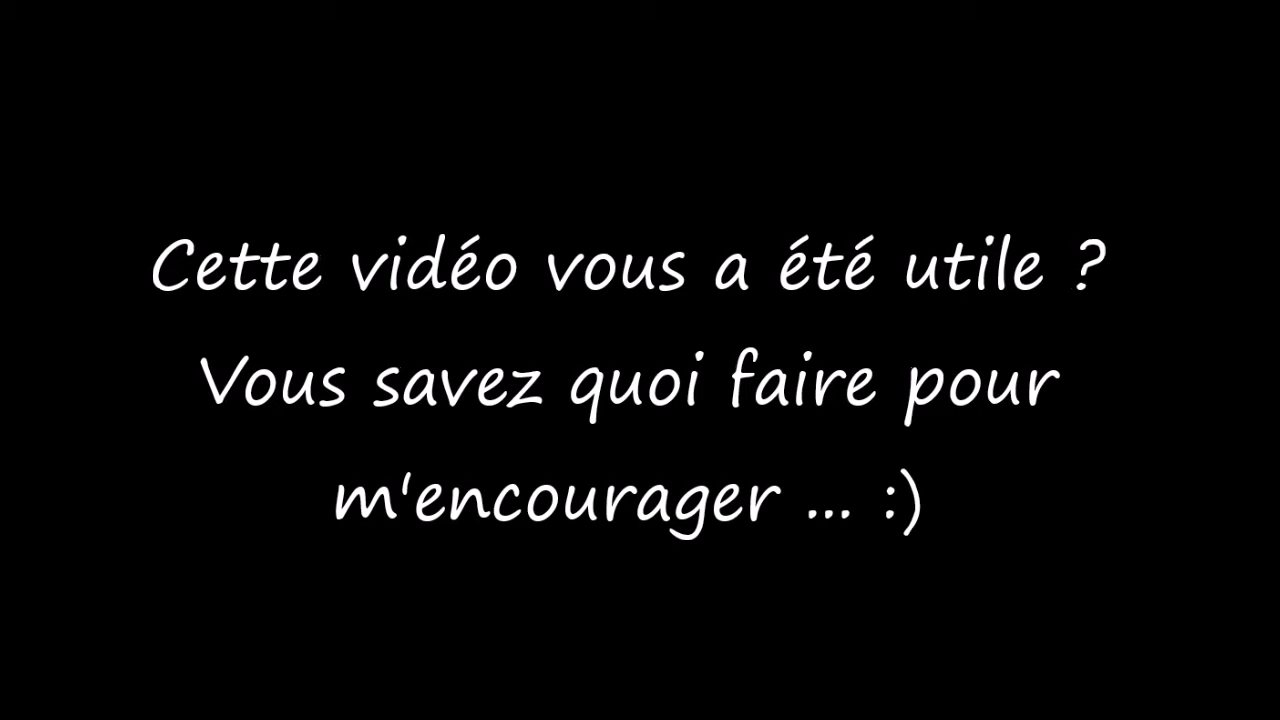 Cette vidéo vous a été utile ?
Vous savez quoi faire pour
m'encourager ... :)